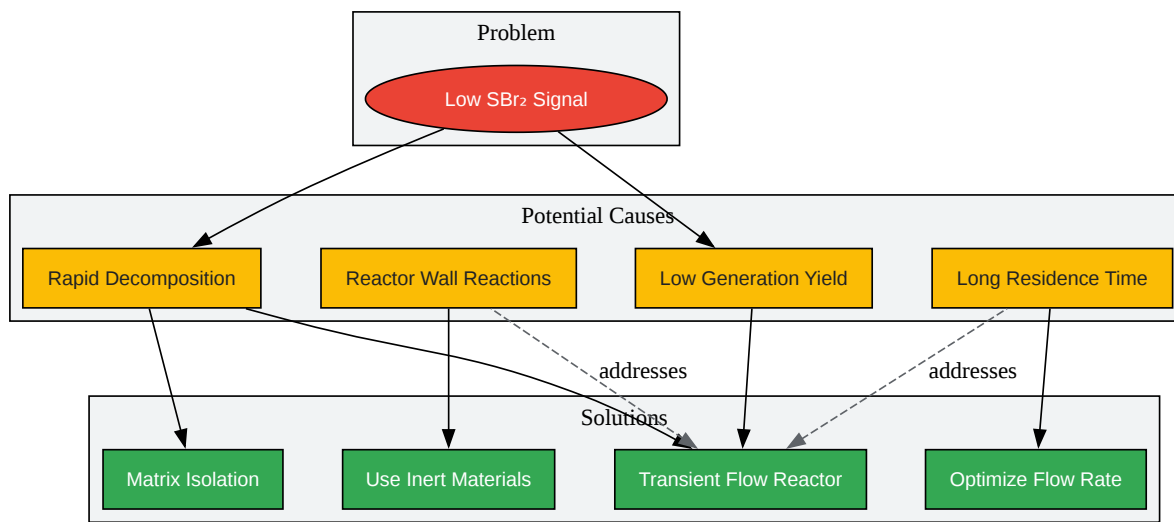 Problem
Low SBr₂ Signal
Potential Causes
Rapid Decomposition
Reactor Wall Reactions
Low Generation Yield
Long Residence Time
addresses
addresses
Solutions
Matrix Isolation
Use Inert Materials
Transient Flow Reactor
Optimize Flow Rate